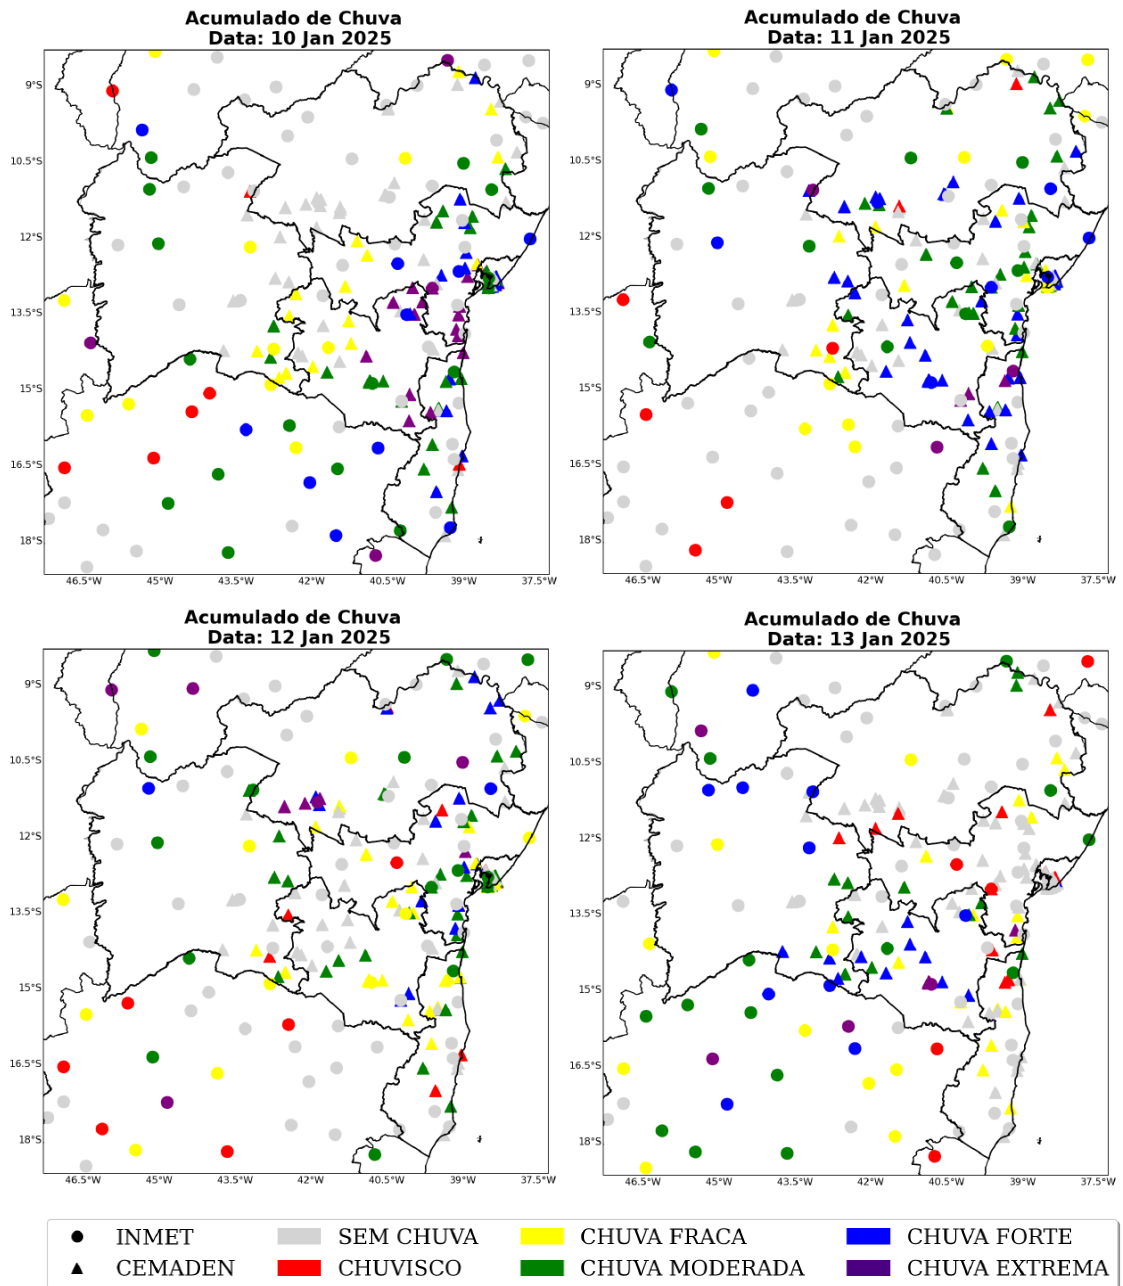 Acumulado de Chuva
Data: 10 Jan 2025
9°S
10.5°S
12°S
13.5°S
15°S
16.5°S
18°S
46.5°W 45°W 43.5°W 42°W 40.5°W 39°W 37.5°W
Acumulado de Chuva
Data: 11 Jan 2025
9°S
10.5°S
12°S
13.5°S
15°S
16.5°S
18°S
46.5°W 45°W 43.5°W 42°W 40.5°W 39°W 37.5°W
Acumulado de Chuva
Data: 12 Jan 2025
9°S
10.5°S
12°S
13.5°S
15°S
16.5°S
18°S
46.5°W 45°W 43.5°W 42°W 40.5°W 39°W 37.5°W
Acumulado de Chuva
Data: 13 Jan 2025
9°S
10.5°S
12°S
13.5°S
15°S
16.5°S
18°S
46.5°W 45°W 43.5°W 42°W 40.5°W 39°W 37.5°W
INMET SEM CHUVA CHUVA FRACA CHUVA FORTE
CEMADEN CHUVISCO CHUVA MODERADA CHUVA EXTREMA